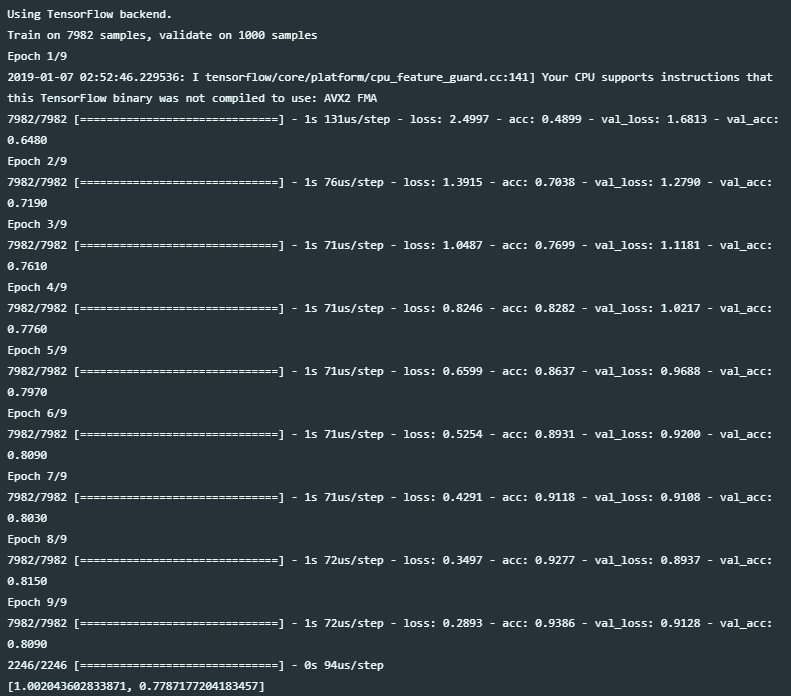 Using TensorFlow backend.
Train on 7982 samples, validate on 1000 samples
Epoch 1/9
2019-01-07 02:52:46.229536: I tensorflow/core/platform/cpu_feature_guard.cc:141] Your CPU supports instructions that
this TensorFlow binary was not compiled to use: AVX2 FMA
7982/7982 [==============================] - 1s 131us/step - loss: 2.4997 - acc: 0.4899 - val_loss: 1.6813 - val_acc:
0.6480
Epoch 2/9
7982/7982 [==============================] - 1s 76us/step - loss: 1.3915 - acc: 0.7038 - val_loss: 1.2790 - val_acc:
0.7190
Epoch 3/9
7982/7982 [==============================] - 1s 71us/step - loss: 1.0487 - acc: 0.7699 - val_loss: 1.1181 - val_acc:
0.7610
Epoch 4/9
7982/7982 [==============================] - 1s 71us/step - loss: 0.8246 - acc: 0.8282 - val_loss: 1.0217 - val_acc:
0.7760
Epoch 5/9
7982/7982 [==============================] - 1s 71us/step - loss: 0.6599 - acc: 0.8637 - val_loss: 0.9688 - val_acc:
0.7970
Epoch 6/9
7982/7982 [==============================] - 1s 71us/step - loss: 0.5254 - acc: 0.8931 - val_loss: 0.9200 - val_acc:
0.8090
Epoch 7/9
7982/7982 [==============================] - 1s 71us/step - loss: 0.4291 - acc: 0.9118 - val_loss: 0.9108 - val_acc:
0.8030
Epoch 8/9
7982/7982 [==============================] - 1s 72us/step - loss: 0.3497 - acc: 0.9277 - val_loss: 0.8937 - val_acc:
0.8150
Epoch 9/9
7982/7982 [==============================] - 1s 72us/step - loss: 0.2893 - acc: 0.9386 - val_loss: 0.9128 - val_acc:
0.8090
2246/2246 [==============================] - 0s 94us/step
[1.002043602833871, 0.7787177204183457]